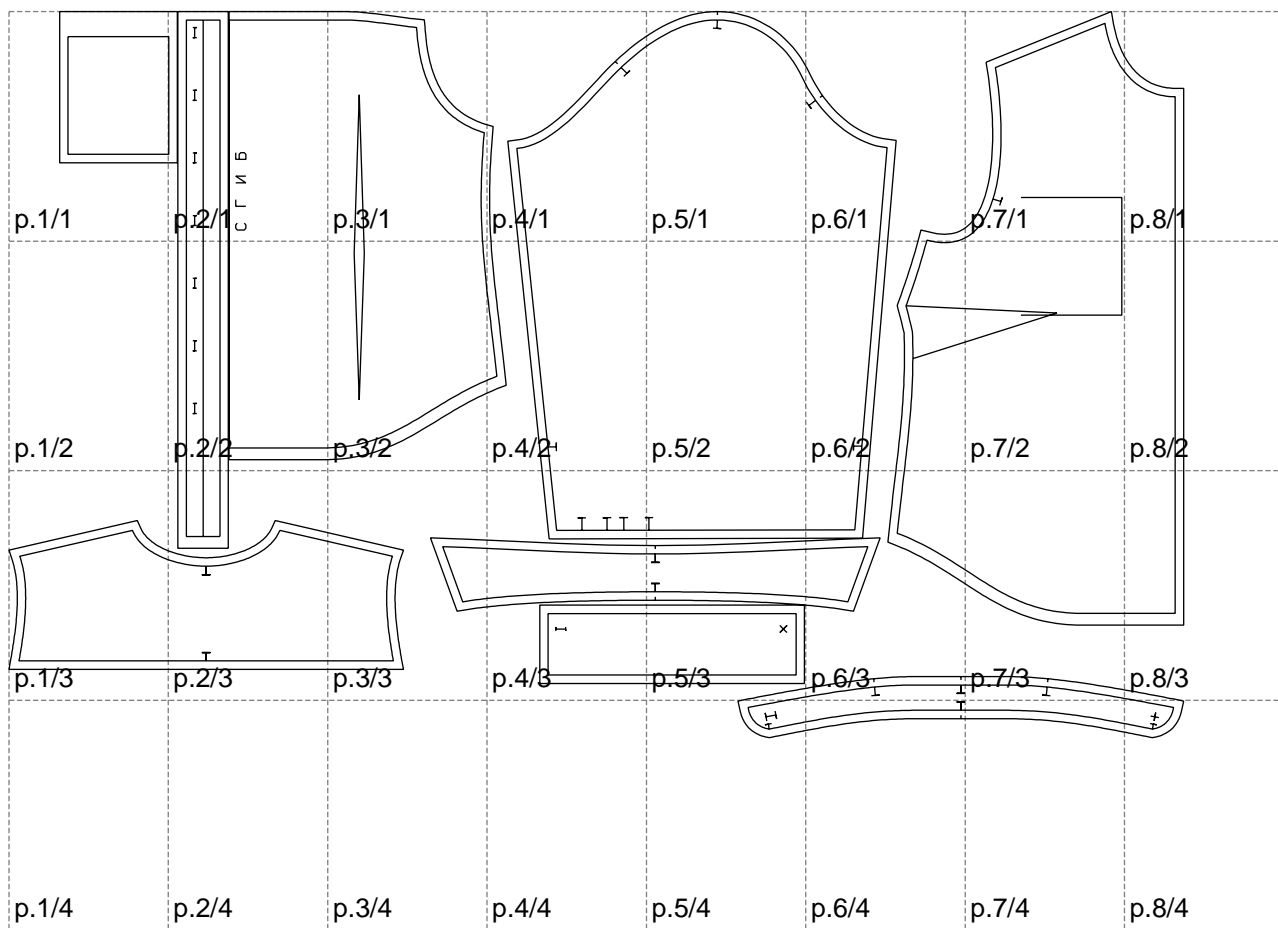 СГИБ
p.1/1 p.2/1 p.3/1 p.4/1 p.5/1 p.6/1 p.7/1 p.8/1
p.1/2 p.2/2 p.3/2 p.4/2 p.5/2 p.6/2 p.7/2 p.8/2
p.1/3 p.2/3 p.3/3 p.4/3 p.5/3 p.6/3 p.7/3 p.8/3
p.1/4 p.2/4 p.3/4 p.4/4 p.5/4 p.6/4 p.7/4 p.8/4